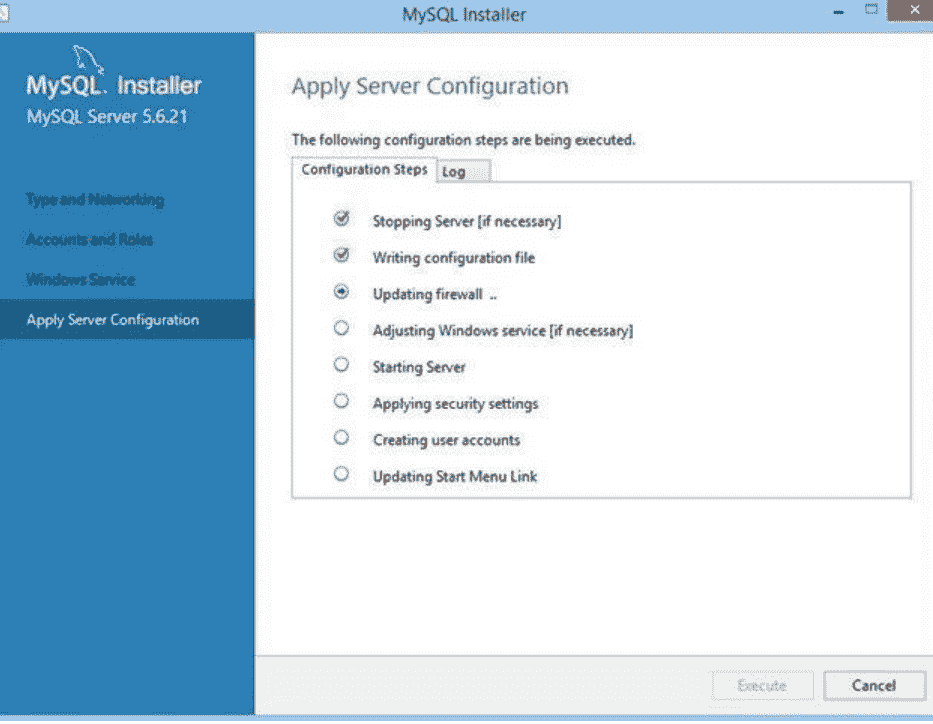 MySQL Installer
MySQL. Installer
MySQL Server 5.6.21
Type and Networking
Accounts and Roles
Windows Service
Apply Server Configuration
Apply Server Configuration
The following configuration steps are being executed.
Configuration Steps
Log
Stopping Server [if necessary]
Writing configuration file
Updating firewall ..
Adjusting Windows service [if necessary]
Starting Server
Applying security settings
Creating user accounts
Updating Start Menu Link
Execute
Cancel